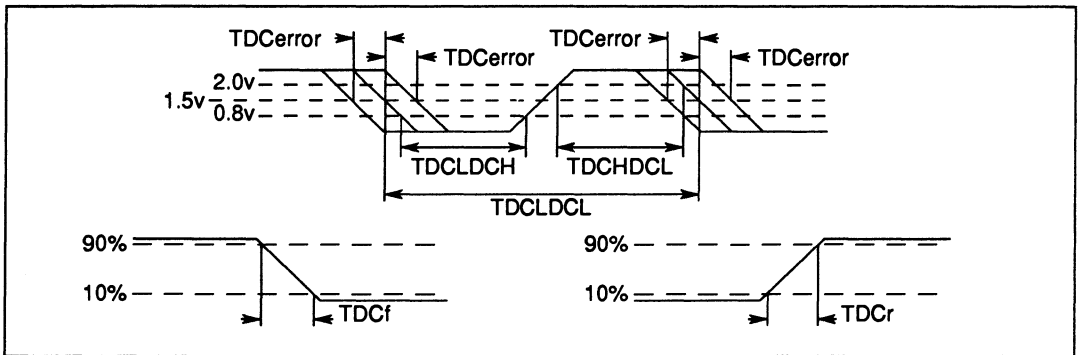 TDCerror TDCerror
TDCerror TDCerror
2.0v
1.5v
0.8v
TDCLDCH TDCHDCL
TDCLDCL
90% 90%
10% 10%
TDCf TDCr